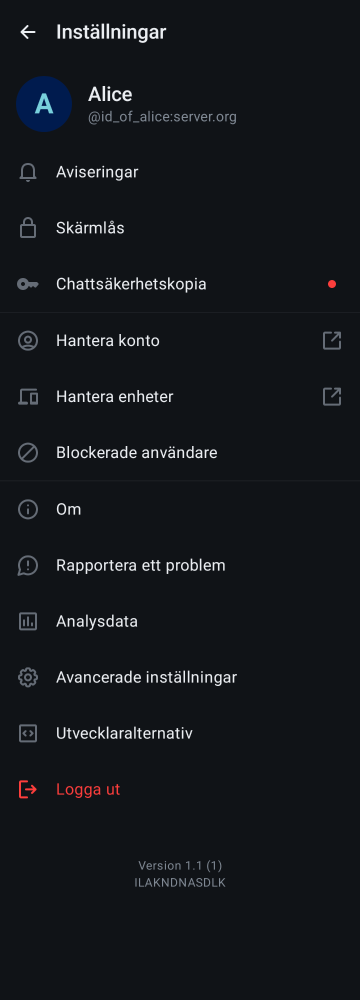 Inställningar
A
Alice
@id_of_alice:server.org
Aviseringar
Skärmlås
Chattsäkerhetskopia
Hantera konto
Hantera enheter
Blockerade användare
Om
Rapportera ett problem
Analysdata
Avancerade inställningar
Utvecklaralternativ
Logga ut
Version 1.1 (1)
ILAKNDNASDLK